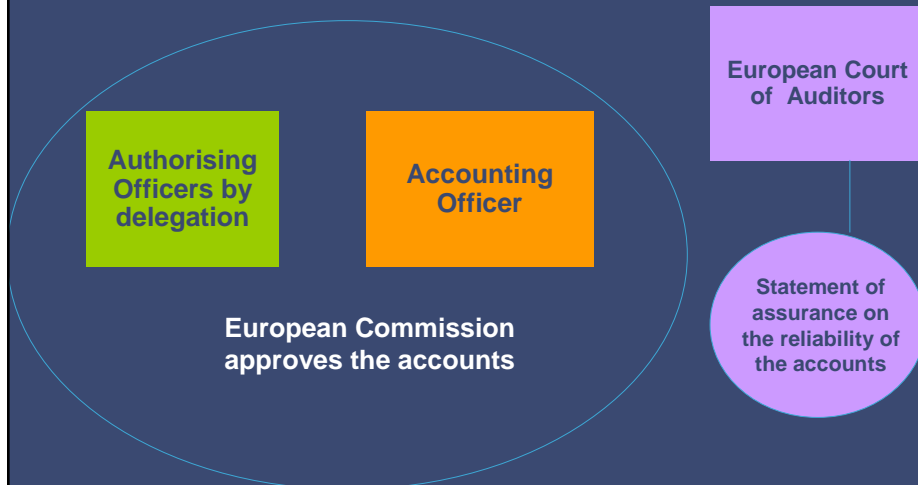 Authorising
Officers by
delegation
Accounting
Officer
European Commission
approves the accounts
European Court
of Auditors
Statement of
assurance on
the reliability of
the accounts